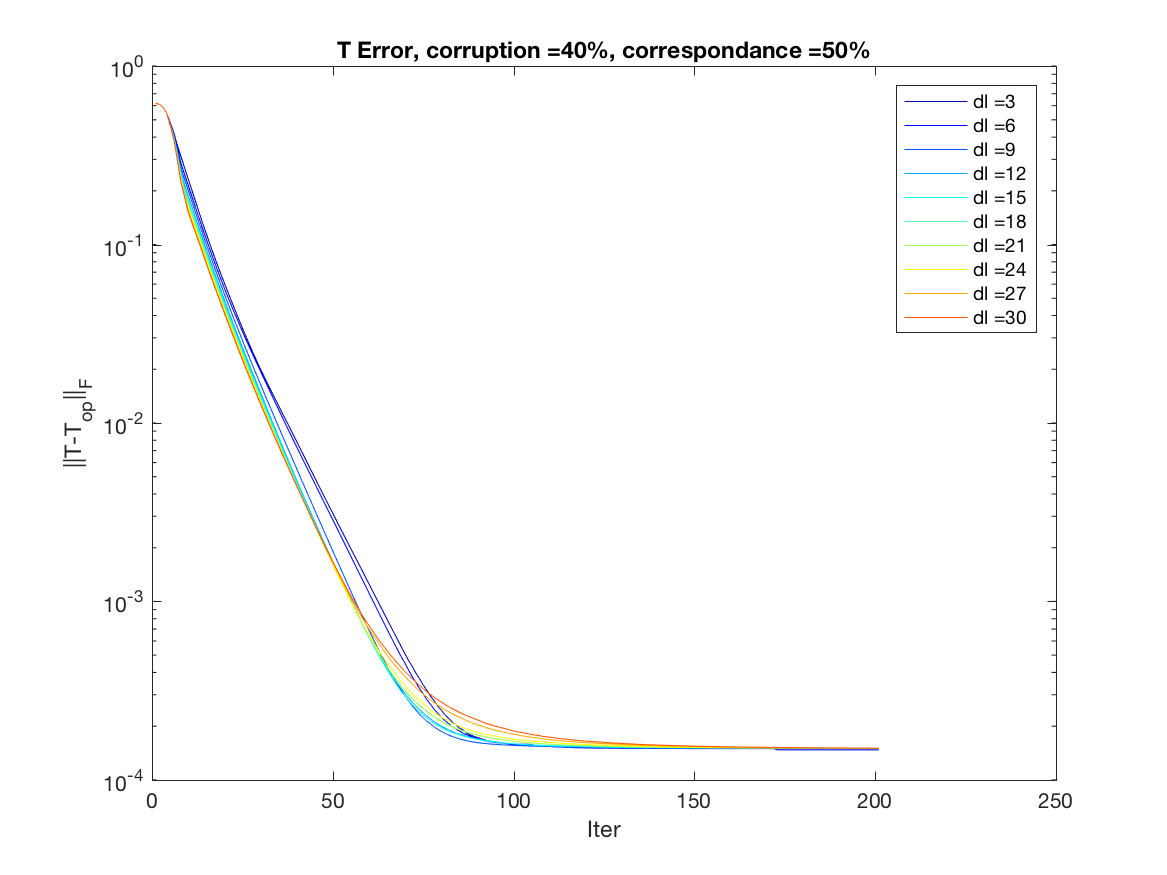 T Error, corruption =40%, correspondance =50%
10^0
10^-1
10^-2
10^-3
10^-4
||T-T_op||_F
0
50
100
150
200
250
Iter
dl =3
dl =6
dl =9
dl =12
dl =15
dl =18
dl =21
dl =24
dl =27
dl =30